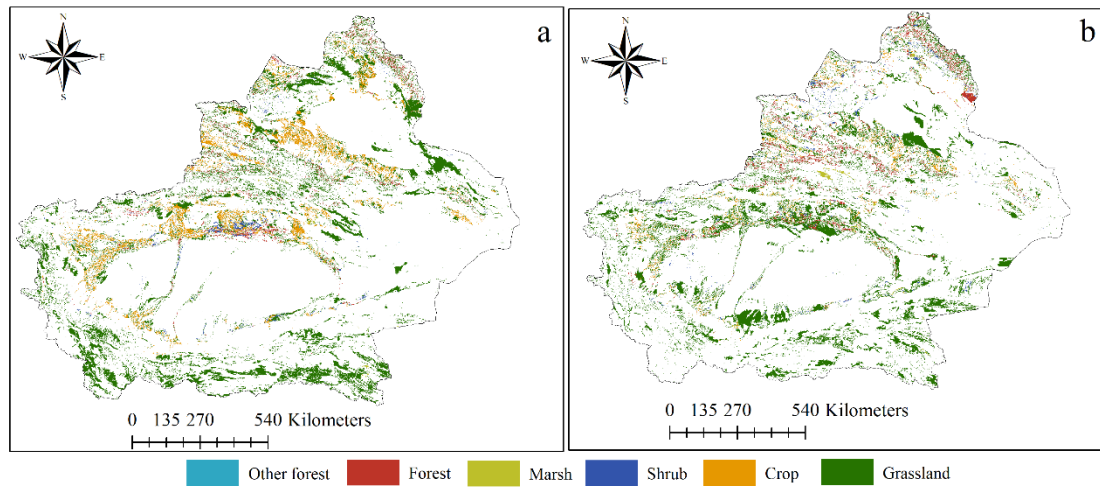 N
W E
S
a
0 135 270 540 Kilometers
N
W E
S
b
0 135 270 540 Kilometers
Other forest Forest Marsh Shrub Crop Grassland